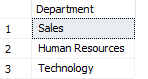 Department
1 Sales
2 Human Resources
3 Technology